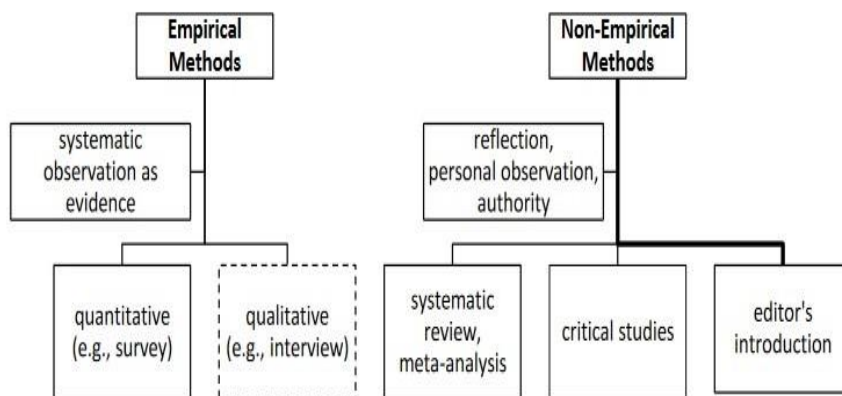 Empirical
Methods
Non-Empirical
Methods
systematic
observation as
evidence
reflection,
personal observation,
authority
quantitative
(e.g., survey)
qualitative
(e.g., interview)
systematic
review,
meta-analysis
critical studies
editor's
introduction